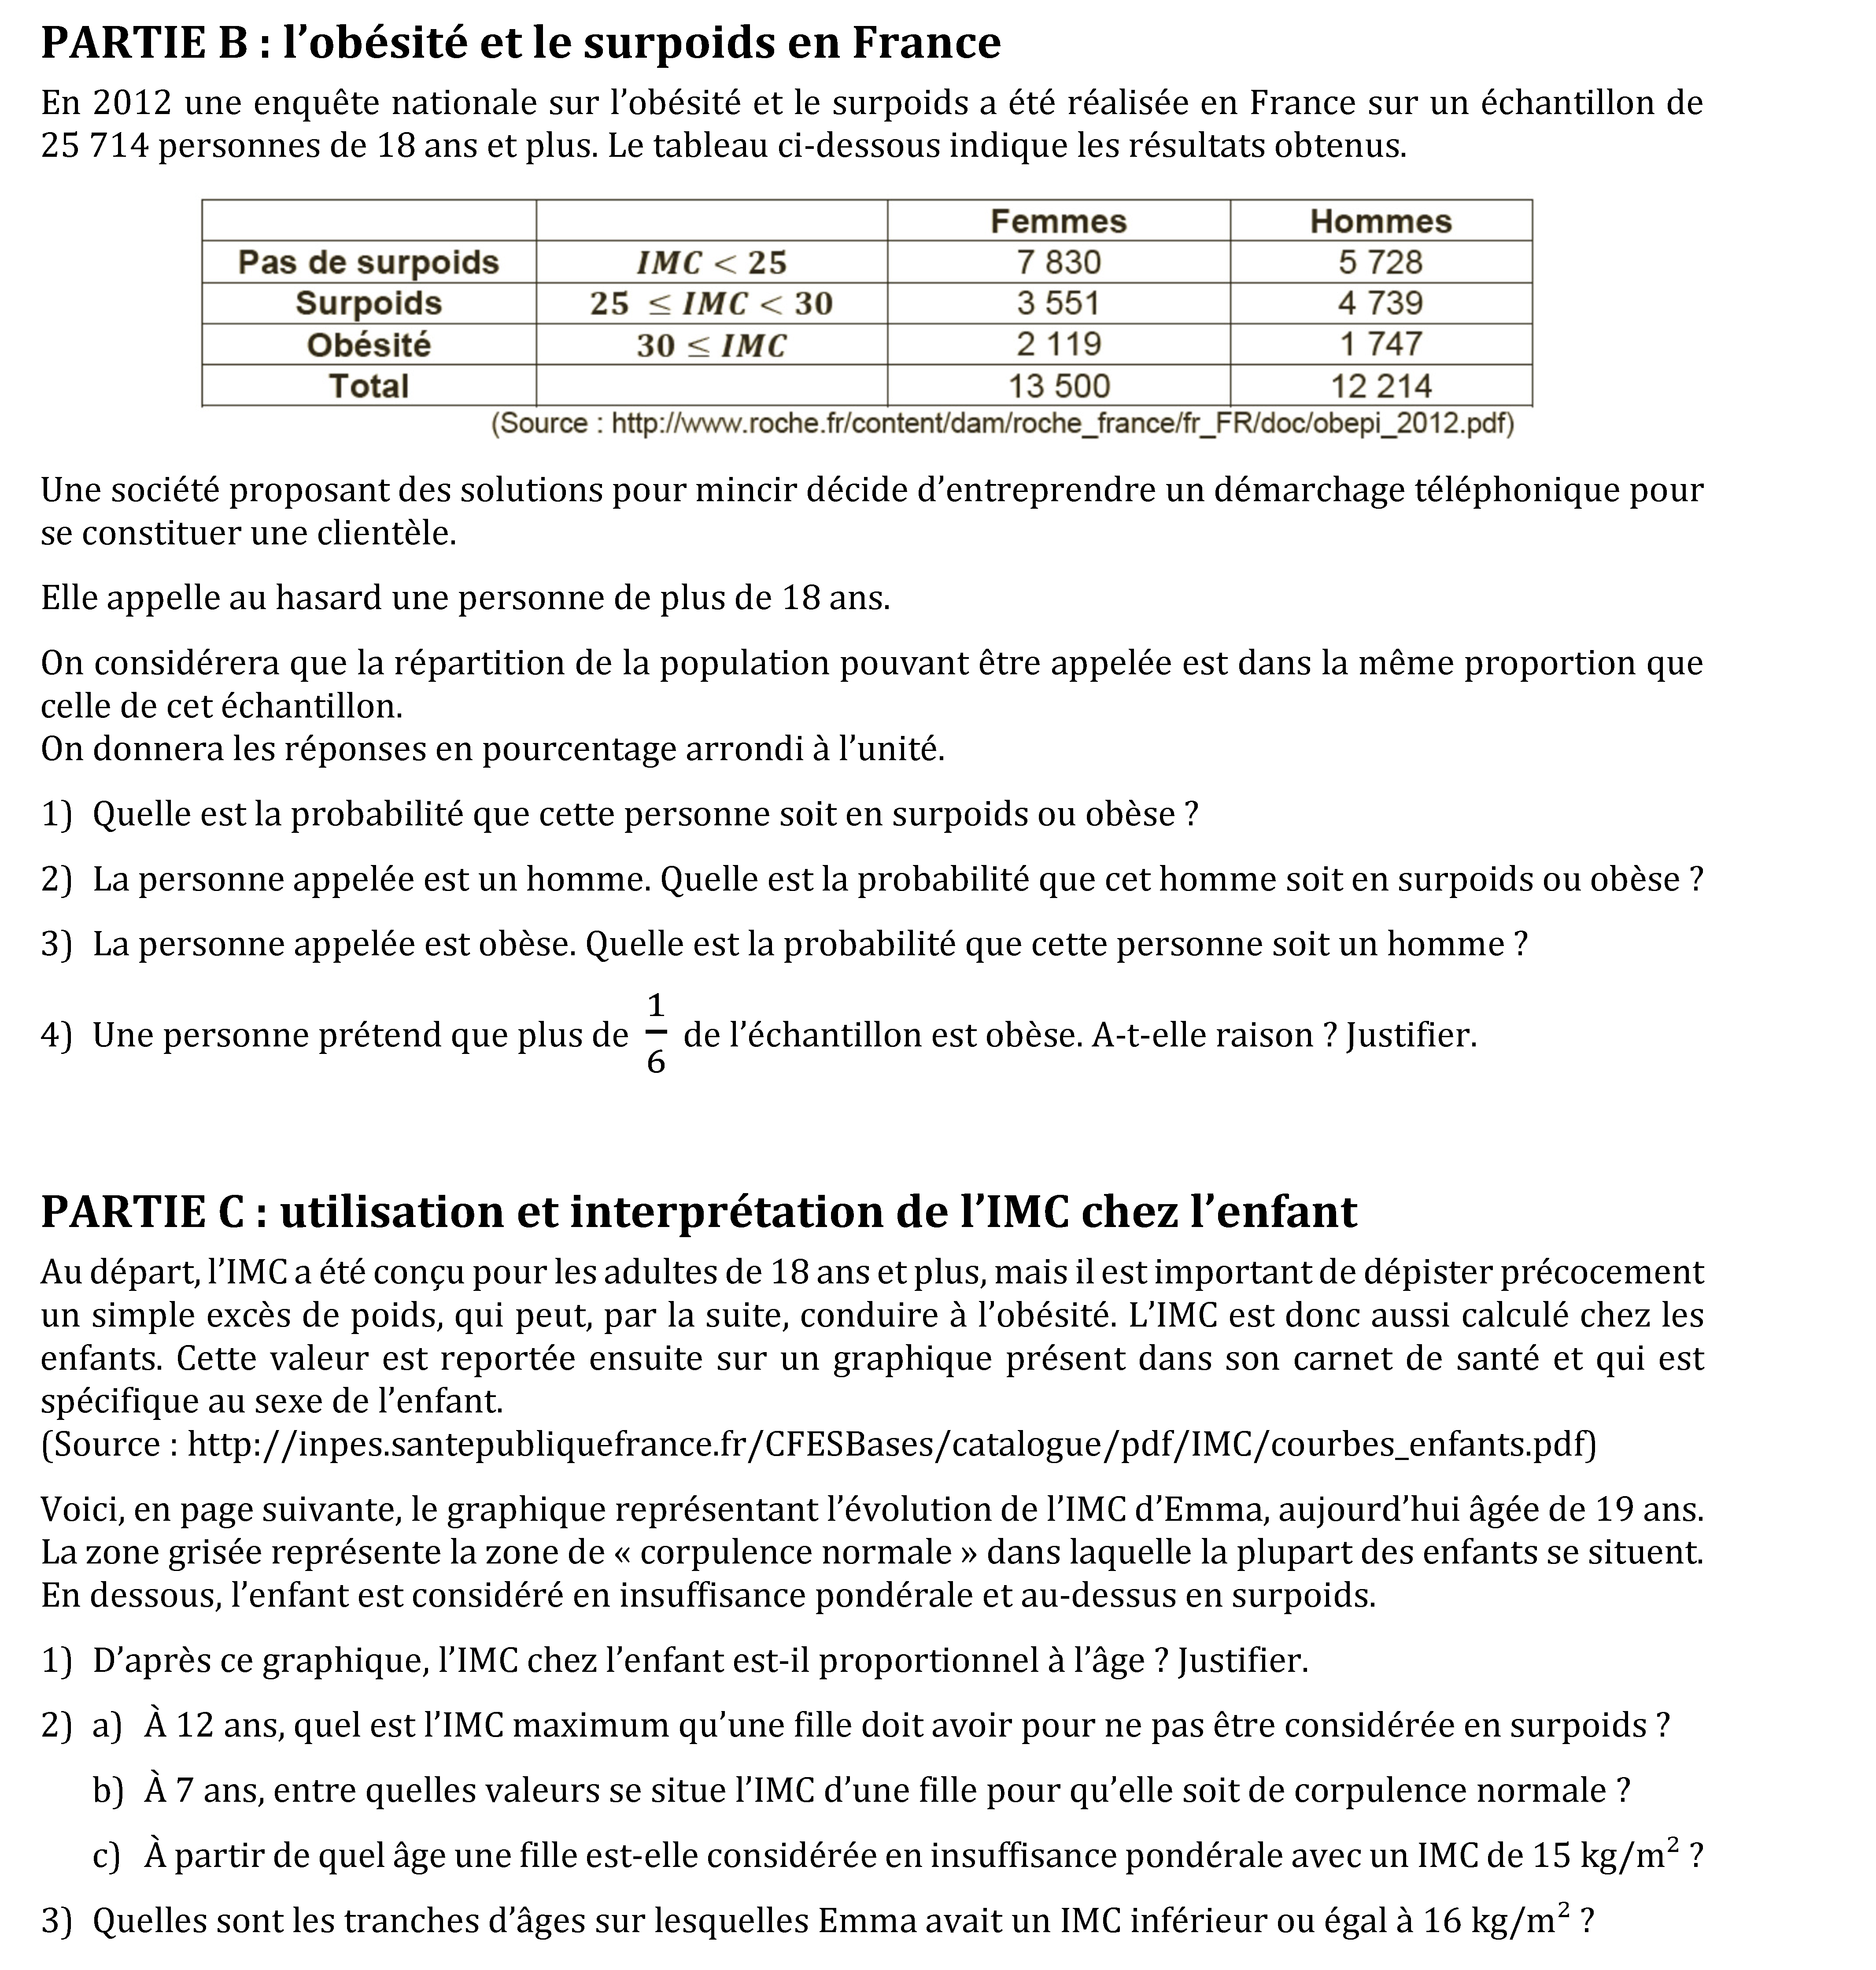 PARTIE B : l’obésité et le surpoids en France
En 2012 une enquête nationale sur l’obésité et le surpoids a été réalisée en France sur un échantillon de
25 714 personnes de 18 ans et plus. Le tableau ci-dessous indique les résultats obtenus.
Femmes Hommes
Pas de surpoids IMC < 25 7 830 5 728
Surpoids 25 ≤ IMC < 30 3 551 4 739
Obésité 30 ≤ IMC 2 119 1 747
Total 13 500 12 214
(Source : http://www.roche.fr/content/dam/roche_france/fr_FR/doc/obepi_2012.pdf)
Une société proposant des solutions pour mincir décide d’entreprendre un démarchage téléphonique pour
se constituer une clientèle.
Elle appelle au hasard une personne de plus de 18 ans.
On considérera que la répartition de la population pouvant être appelée est dans la même proportion que
celle de cet échantillon.
On donnera les réponses en pourcentage arrondi à l’unité.
1) Quelle est la probabilité que cette personne soit en surpoids ou obèse ?
2) La personne appelée est un homme. Quelle est la probabilité que cet homme soit en surpoids ou obèse ?
3) La personne appelée est obèse. Quelle est la probabilité que cette personne soit un homme ?
4) Une personne prétend que plus de 1/6 de l’échantillon est obèse. A-t-elle raison ? Justifier.
PARTIE C : utilisation et interprétation de l’IMC chez l’enfant
Au départ, l’IMC a été conçu pour les adultes de 18 ans et plus, mais il est important de dépister précocement
un simple excès de poids, qui peut, par la suite, conduire à l’obésité. L’IMC est donc aussi calculé chez les
enfants. Cette valeur est reportée ensuite sur un graphique présent dans son carnet de santé et qui est
spécifique au sexe de l’enfant.
(Source : http://inpes.santepubliquefrance.fr/CFESBases/catalogue/pdf/IMC/courbes_enfants.pdf)
Voici, en page suivante, le graphique représentant l’évolution de l’IMC d’Emma, aujourd’hui âgée de 19 ans.
La zone grisée représente la zone de « corpulence normale » dans laquelle la plupart des enfants se situent.
En dessous, l’enfant est considéré en insuffisance pondérale et au-dessus en surpoids.
1) D’après ce graphique, l’IMC chez l’enfant est-il proportionnel à l’âge ? Justifier.
2) a) À 12 ans, quel est l’IMC maximum qu’une fille doit avoir pour ne pas être considérée en surpoids ?
b) À 7 ans, entre quelles valeurs se situe l’IMC d’une fille pour qu’elle soit de corpulence normale ?
c) À partir de quel âge une fille est-elle considérée en insuffisance pondérale avec un IMC de 15 kg/m² ?
3) Quelles sont les tranches d’âges sur lesquelles Emma avait un IMC inférieur ou égal à 16 kg/m² ?